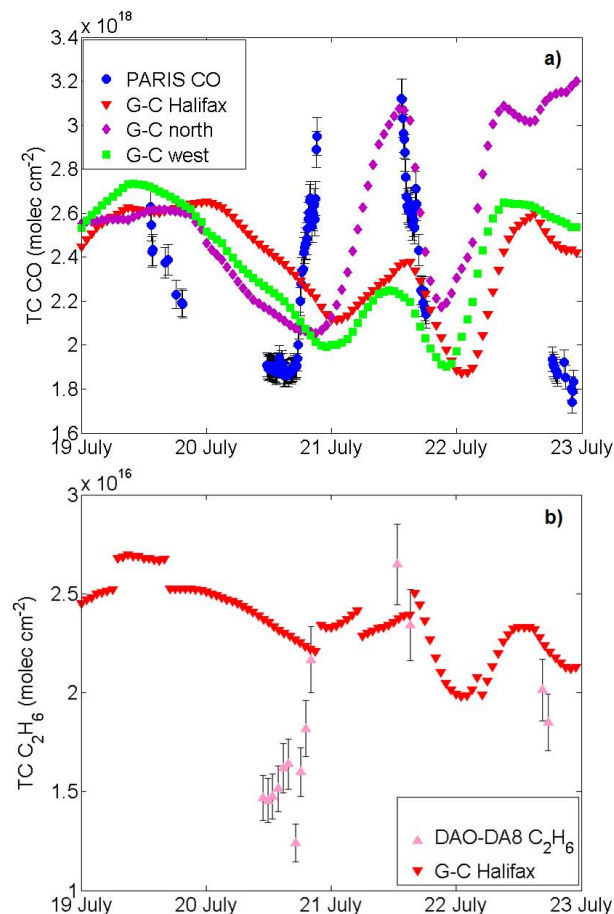 x 10^18
a)
3.4
3.2
3
2.8
2.6
2.4
2.2
2
1.8
1.6
TC CO (molec cm^-2)
PARIS CO
G-C Halifax
G-C north
G-C west
19 July 20 July 21 July 22 July 23 July
x 10^16
b)
3
2.5
2
1.5
1
TC C_2H_6 (molec cm^-2)
DAO-DA8 C_2H_6
G-C Halifax
19 July 20 July 21 July 22 July 23 July